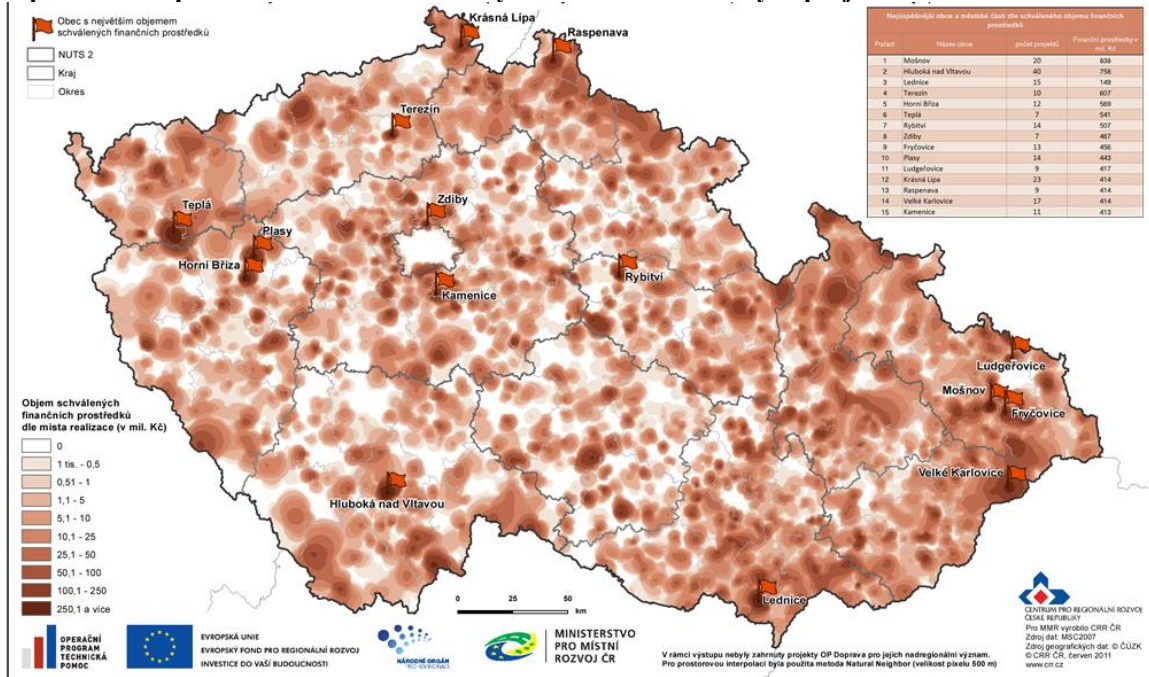 Obec s největším objemem
schválených finančních prostředků
NUTS 2
Kraj
Okres
Krásná Lípa
Raspenava
Terezín
Teplá
Zdiby
Plasy
Horní Bříza
Kamenice
Rybitví
Ludgeřovice
Mošnov
Fryčovice
Velké Karlovice
Hluboká nad Vltavou
Lednice
Nejúspěšnější obce a městské části dle schváleného objemu finančních
prostředků
Pořadí Název obce počet projektů Finanční prostředky v
mil. Kč
1 Mošnov 20 838
2 Hluboká nad Vltavou 40 758
3 Lednice 15 149
4 Terezín 10 607
5 Horní Bříza 12 569
6 Teplá 7 541
7 Rybitví 14 507
8 Zdiby 7 467
9 Fryčovice 13 456
10 Plasy 14 443
11 Ludgeřovice 9 417
12 Krásná Lípa 23 414
13 Raspenava 9 414
14 Velké Karlovice 17 414
15 Kamenice 11 413
Objem schválených
finančních prostředků
dle místa realizace (v mil. Kč)
0
1 tis. - 0,5
0,51 - 1
1,1 - 5
5,1 - 10
10,1 - 25
25,1 - 50
50,1 - 100
100,1 - 250
250,1 a více
0 25 50
km
OPERAČNÍ
PROGRAM
TECHNICKÁ
POMOC
EVROPSKÁ UNIE
EVROPSKÝ FOND PRO REGIONÁLNÍ ROZVOJ
INVESTICE DO VAŠÍ BUDOUCNOSTI
NÁRODNÍ ORGÁN
PRO KOORDINACI
MINISTERSTVO
PRO MÍSTNÍ
ROZVOJ ČR
V rámci výstupu nebyly zahrnuty projekty OP Doprava pro jejich nadregionální význam.
Pro prostorovou interpolaci byla použita metoda Natural Neighbor (velikost pixelu 500 m)
CENTRUM PRO REGIONÁLNÍ ROZVOJ
ČESKÉ REPUBLIKY
Pro MMR vyrobilo CRR ČR
Zdroj dat: MSC2007
Zdroj geografických dat: © ČÚZK
© CRR ČR, červen 2011
www.crr.cz